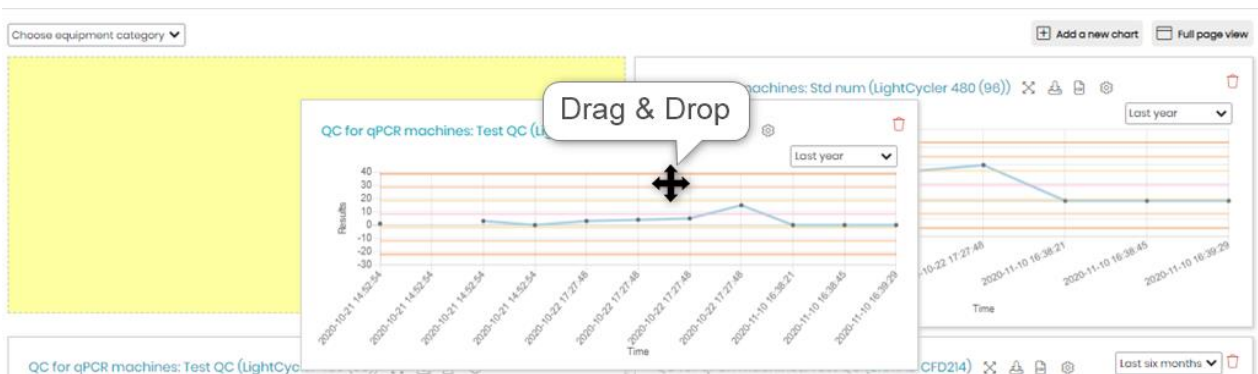 Choose equipment category
Add a new chart
Full page view
Drag & Drop
QC for qPCR machines: Test QC
Last year
40
30
20
10
0
-10
-20
-30
Results
2020-10-21 14:52:54
2020-10-21 14:52:54
2020-10-21 14:52:54
2020-10-21 14:52:54
2020-10-22 17:27:48
2020-10-22 17:27:48
2020-10-22 17:27:48
2020-10-22 17:27:48
2020-11-10 16:38:21
2020-11-10 16:38:45
2020-11-10 16:39:29
Time
machines: Std num (LightCycler 480 (96))
Last year
-10-22 17:27:48
2020-11-10 16:38:21
2020-11-10 16:38:45
2020-11-10 16:39:29
Time
QC for qPCR machines: Test QC (LightCyc
CFD214)
Last six months